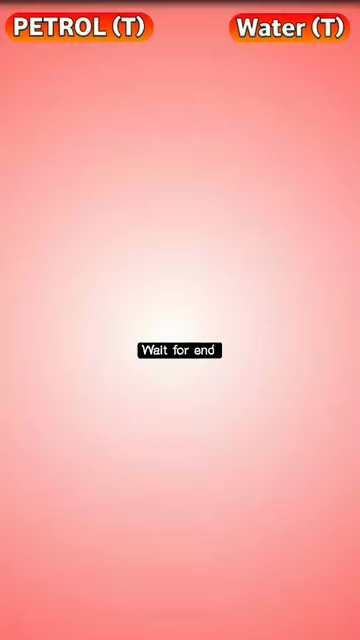 PETROL (T)
Water (T)
Wait for end